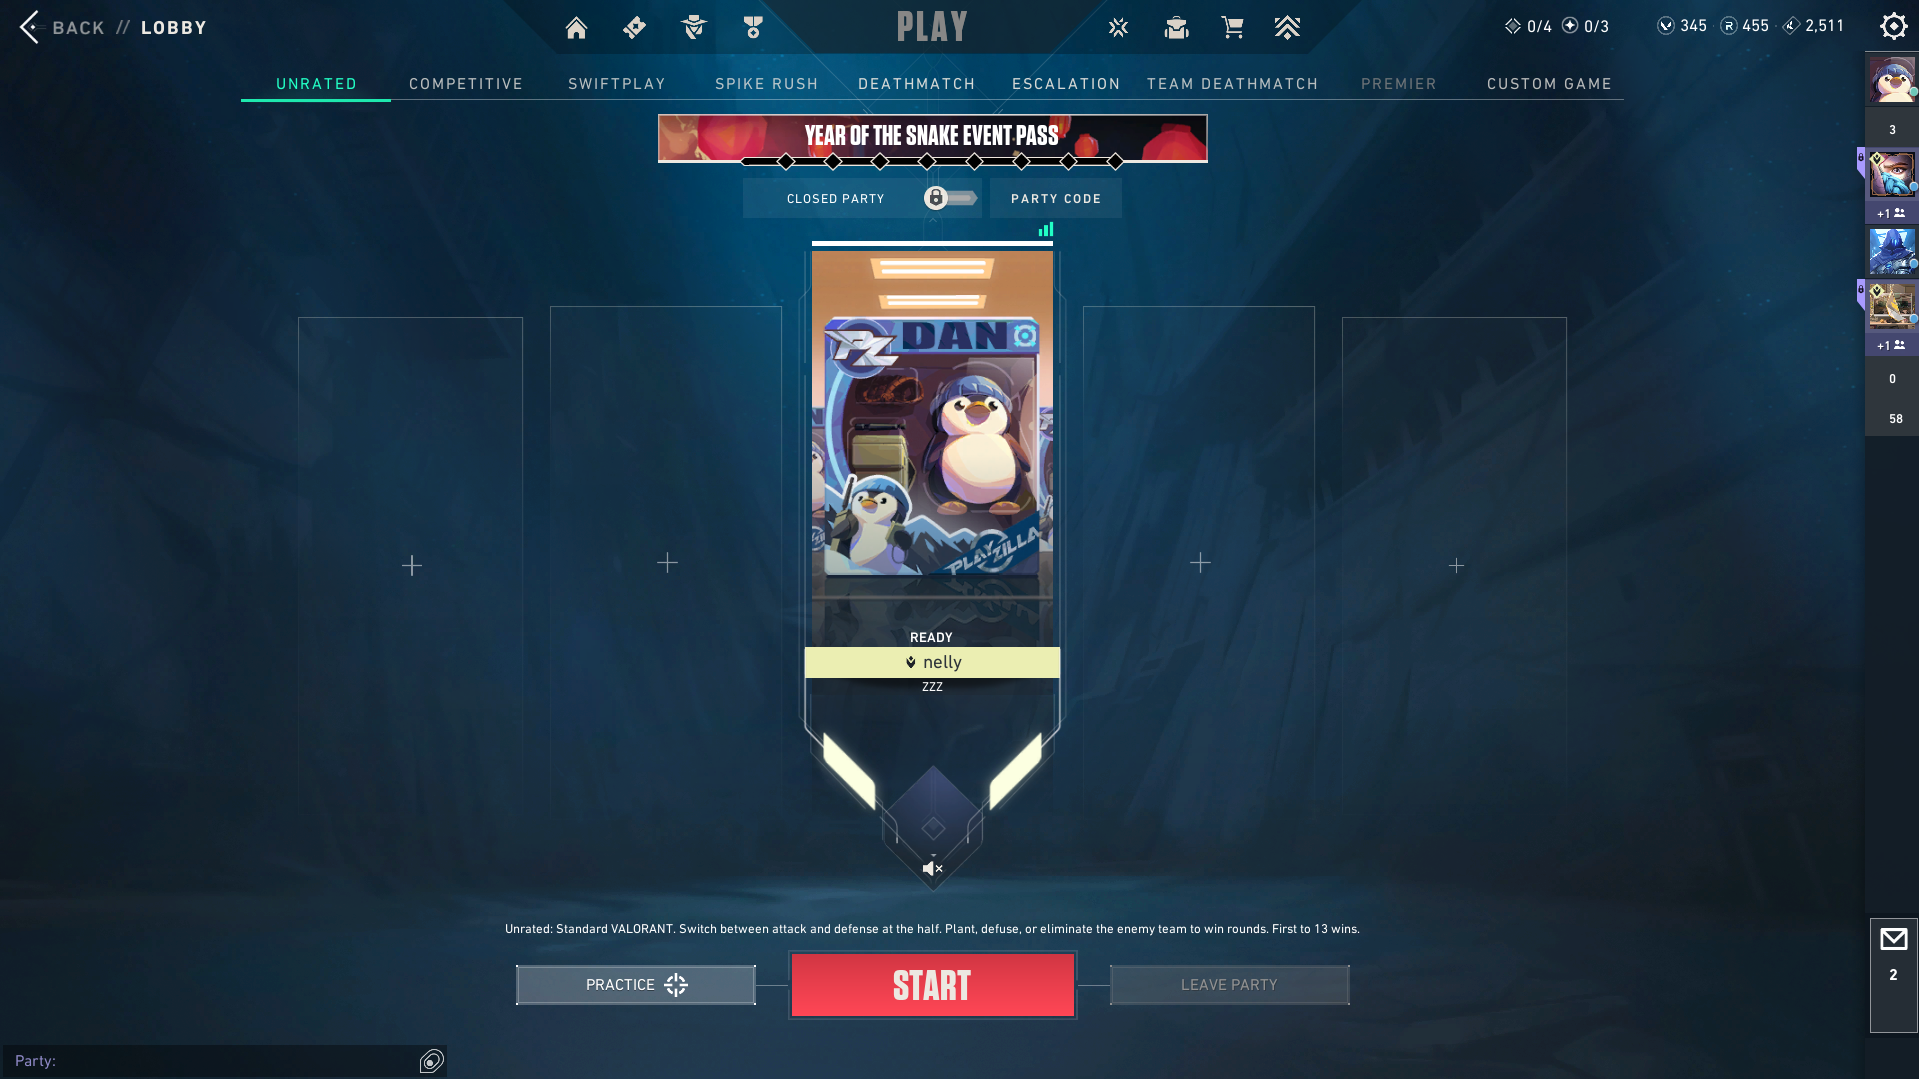 BACK // LOBBY
PLAY
0/4
0/3
345
455
2,511
UNRATED
COMPETITIVE
SWIFTPLAY
SPIKE RUSH
DEATHMATCH
ESCALATION
TEAM DEATHMATCH
PREMIER
CUSTOM GAME
YEAR OF THE SNAKE EVENT PASS
CLOSED PARTY
PARTY CODE
3
+1
+1
0
58
DAN
PZ
PLAYZILLA
READY
nelly
ZZZ
Unrated: Standard VALORANT. Switch between attack and defense at the half. Plant, defuse, or eliminate the enemy team to win rounds. First to 13 wins.
PRACTICE
START
LEAVE PARTY
2
Party: